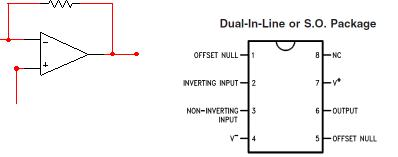 Dual-In-Line or S.O. Package
OFFSET NULL 1
8 NC
INVERTING INPUT 2
7 V+
NON-INVERTING INPUT 3
6 OUTPUT
V− 4
5 OFFSET NULL
−
+